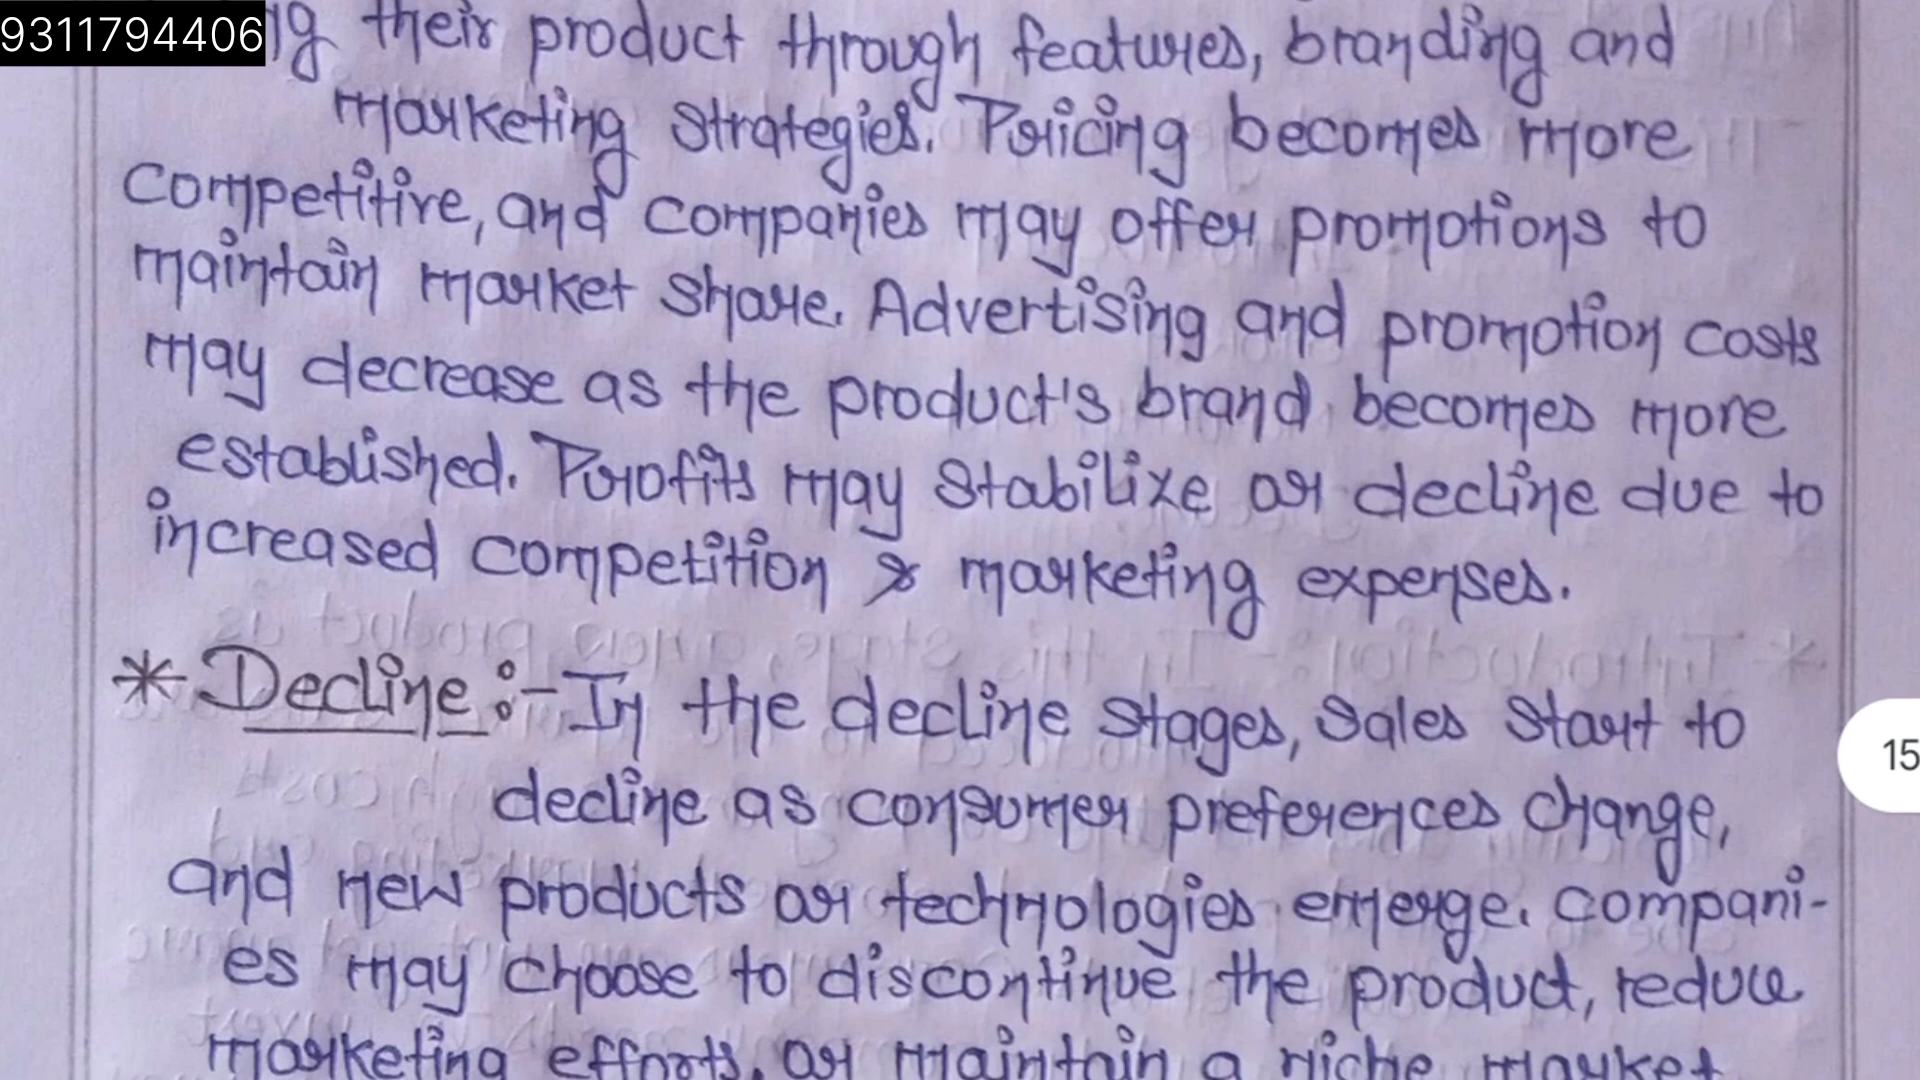 9311794406
g their product through features, branding and
marketing strategies. Pricing becomes more
Competitive, and companies may offer promotions to
maintain market share. Advertising and promotion costs
may decrease as the product's brand becomes more
established. Profits may stabilize or decline due to
increased competition & marketing expenses.
* Decline :- In the decline stages, sales start to
decline as consumer preferences change,
and new products or technologies emerge. Compani-
es may choose to discontinue the product, reduce
marketing efforts, or maintain a niche market
15